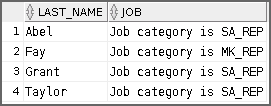 LAST_NAME JOB
1 Abel Job category is SA_REP
2 Fay Job category is MK_REP
3 Grant Job category is SA_REP
4 Taylor Job category is SA_REP